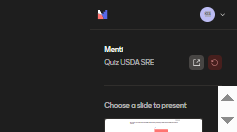 Menti
Quiz USDA SRE
Choose a slide to present